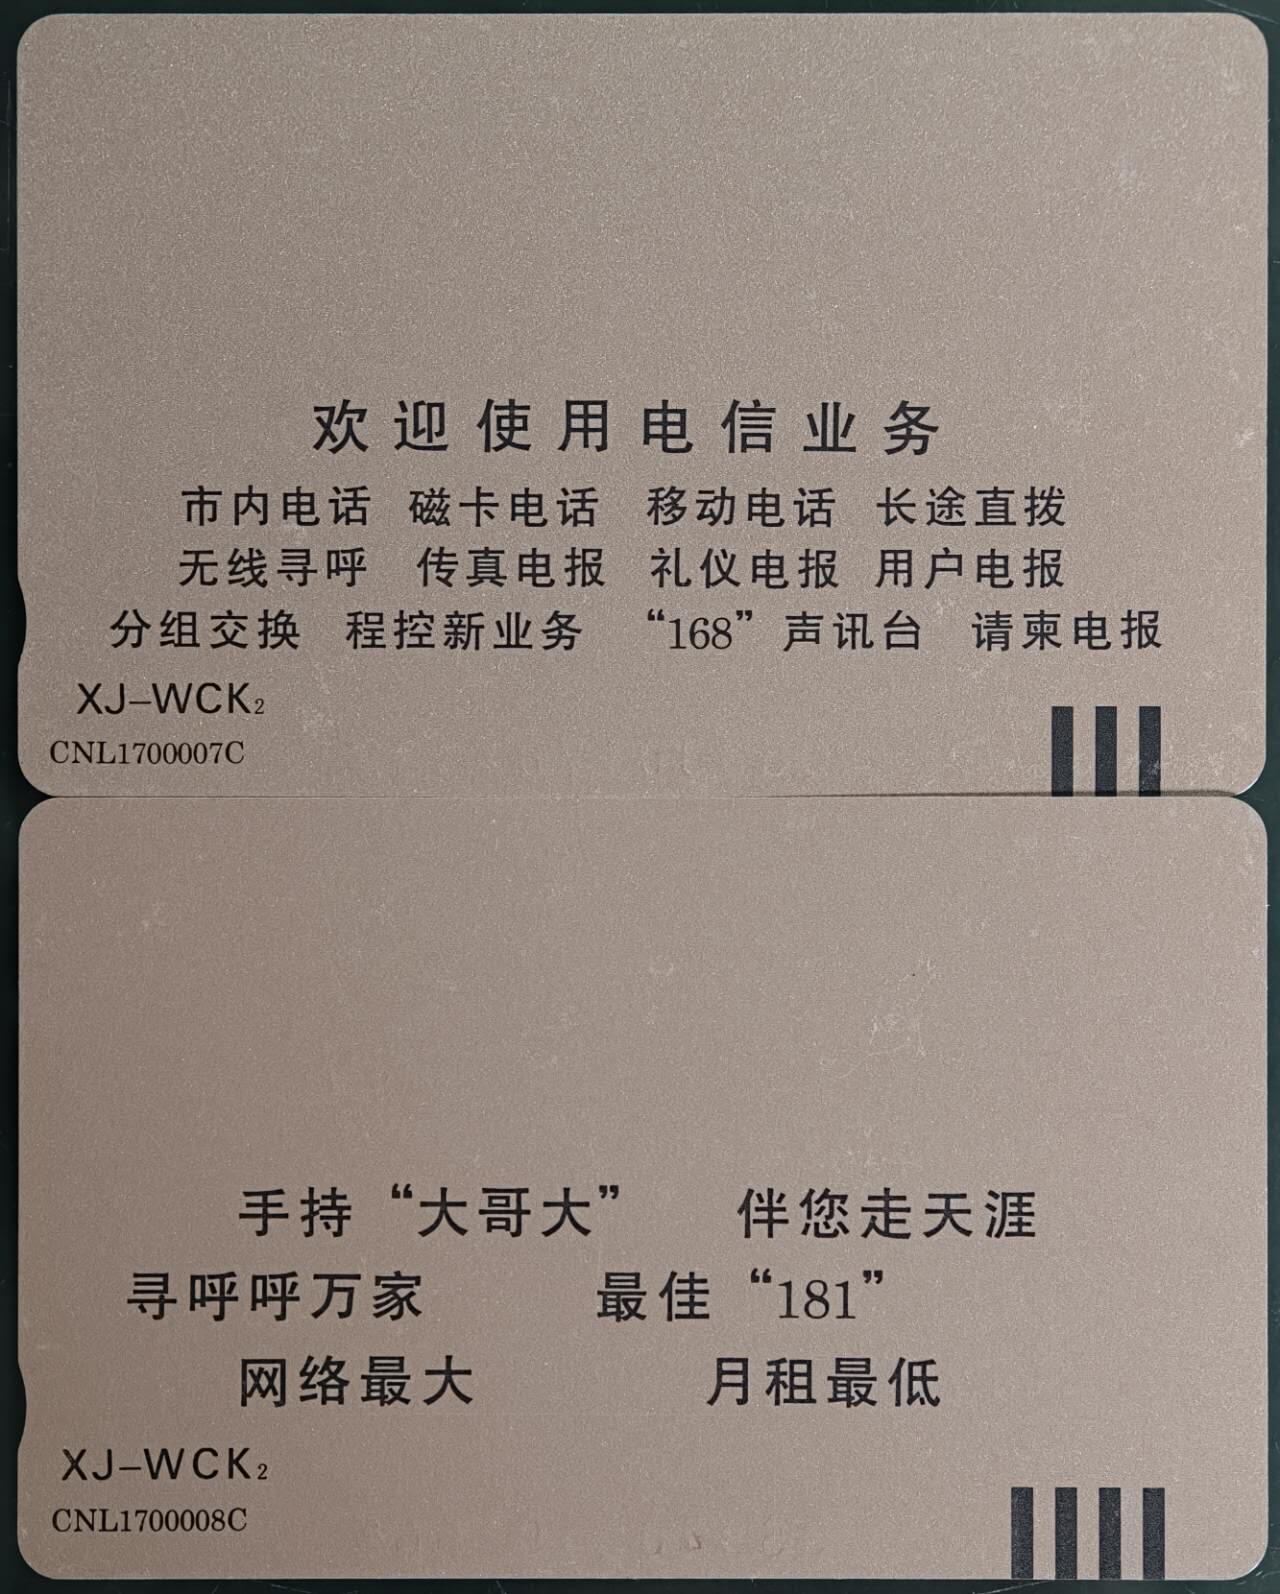 欢迎使用电信业务
市内电话 磁卡电话 移动电话 长途直拨
无线寻呼 传真电报 礼仪电报 用户电报
分组交换 程控新业务 “168”声讯台 请柬电报
XJ–WCK₂
CNL1700007C
手持“大哥大” 伴您走天涯
寻呼呼万家 最佳“181”
网络最大 月租最低
XJ–WCK₂
CNL1700008C